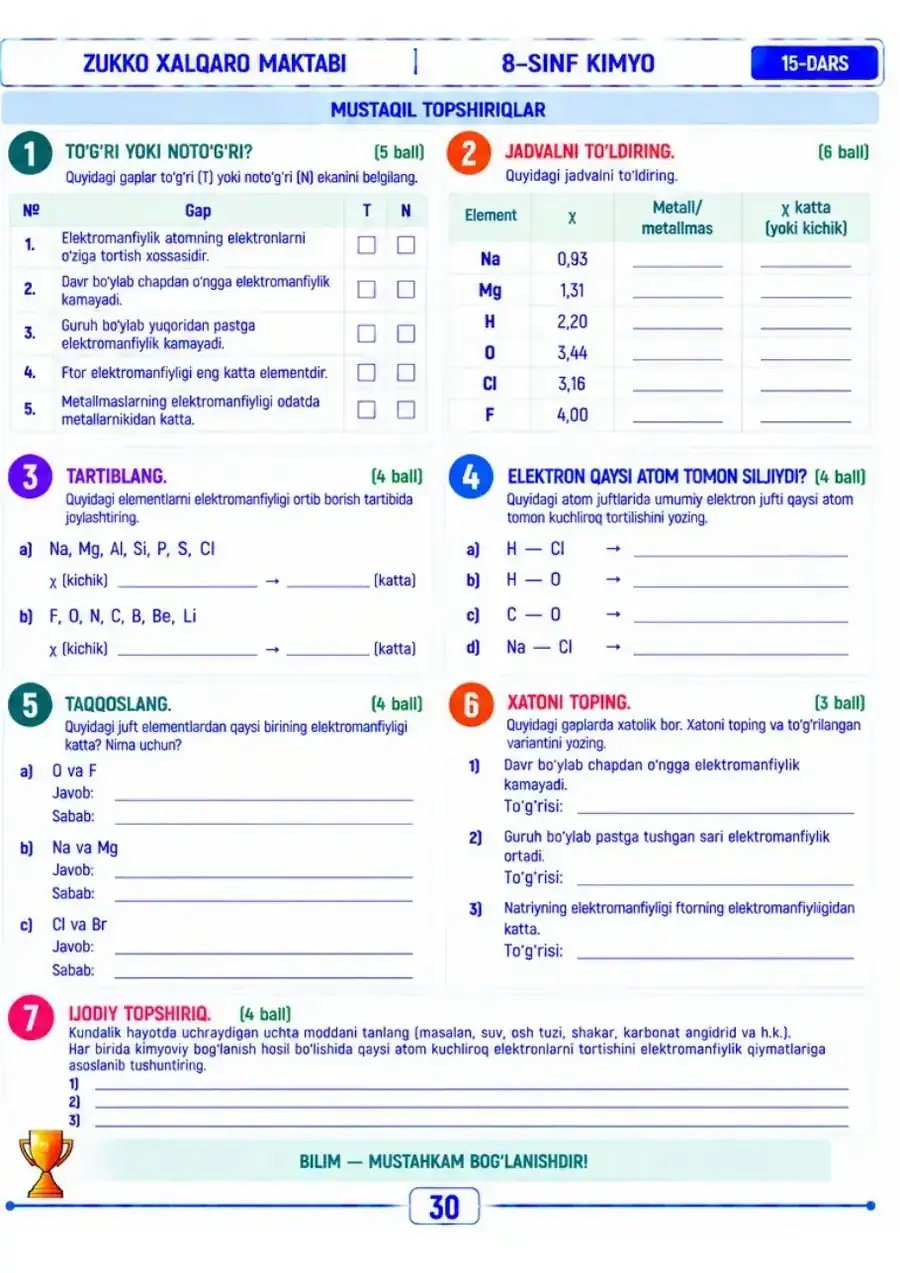 ZUKKO XALQARO MAKTABI | 8–SINF KIMYO 15-DARS
MUSTAQIL TOPSHIRIQLAR
1 TO'G'RI YOKI NOTO'G'RI? (5 ball)
Quyidagi gaplar to'g'ri (T) yoki noto'g'ri (N) ekanini belgilang.
№ Gap T N
1. Elektromanfiylik atomning elektronlarni
o'ziga tortish xossasidir.
2. Davr bo'ylab chapdan o'ngga elektromanfiylik
kamayadi.
3. Guruh bo'ylab yuqoridan pastga
elektromanfiylik kamayadi.
4. Ftor elektromanfiyligi eng katta elementdir.
5. Metallmaslarning elektromanfiyligi odatda
metallarnikidan katta.
2 JADVALNI TO'LDIRING. (6 ball)
Quyidagi jadvalni to'ldiring.
Element χ Metall/
metallmas χ katta
(yoki kichik)
Na 0,93
Mg 1,31
H 2,20
O 3,44
Cl 3,16
F 4,00
3 TARTIBLANG. (4 ball)
Quyidagi elementlarni elektromanfiyligi ortib borish tartibida
joylashtiring.
a) Na, Mg, Al, Si, P, S, Cl
χ (kichik) → (katta)
b) F, O, N, C, B, Be, Li
χ (kichik) → (katta)
4 ELEKTRON QAYSI ATOM TOMON SILJIYDI? (4 ball)
Quyidagi atom juftlarida umumiy elektron jufti qaysi atom
tomon kuchliroq tortilishini yozing.
a) H — Cl →
b) H — O →
c) C — O →
d) Na — Cl →
5 TAQQOSLANG. (4 ball)
Quyidagi juft elementlardan qaysi birining elektromanfiyligi
katta? Nima uchun?
a) O va F
Javob:
Sabab:
b) Na va Mg
Javob:
Sabab:
c) Cl va Br
Javob:
Sabab:
6 XATONI TOPING. (3 ball)
Quyidagi gaplarda xatolik bor. Xatoni toping va to'g'rilangan
variantini yozing.
1) Davr bo'ylab chapdan o'ngga elektromanfiylik
kamayadi.
To'g'risi:
2) Guruh bo'ylab pastga tushgan sari elektromanfiylik
ortadi.
To'g'risi:
3) Natriyning elektromanfiyligi ftorning elektromanfiyligidan
katta.
To'g'risi:
7 IJODIY TOPSHIRIQ. (4 ball)
Kundalik hayotda uchraydigan uchta moddani tanlang (masalan, suv, osh tuzi, shakar, karbonat angidrid va h.k.).
Har birida kimyoviy bog'lanish hosil bo'lishida qaysi atom kuchliroq elektronlarni tortishini elektromanfiylik qiymatlariga
asoslanib tushuntiring.
1)
2)
3)
BILIM — MUSTAHKAM BOG'LANISHDIR!
30